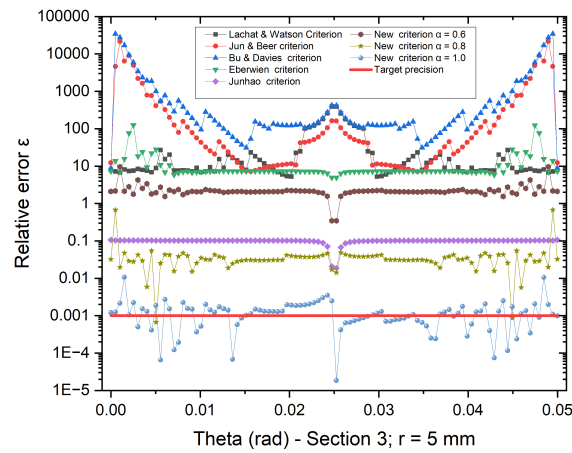 100000
10000
1000
100
10
1
0.1
0.01
0.001
1E−4
1E−5
Relative error ε
Lachat & Watson Criterion
Jun & Beer criterion
Bu & Davies criterion
Eberwien criterion
Junhao criterion
New criterion α = 0.6
New criterion α = 0.8
New criterion α = 1.0
Target precision
0.00 0.01 0.02 0.03 0.04 0.05
Theta (rad) - Section 3; r = 5 mm